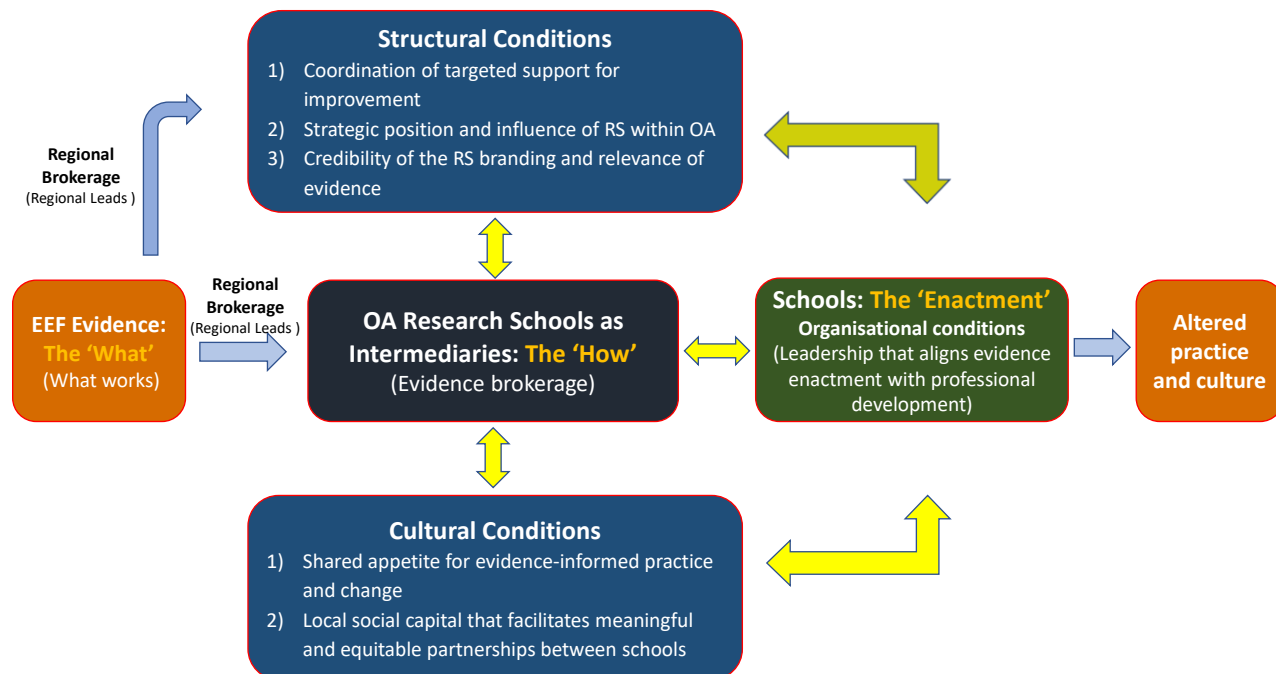 Structural Conditions
1) Coordination of targeted support for
improvement
2) Strategic position and influence of RS within OA
3) Credibility of the RS branding and relevance of
evidence
Regional
Brokerage
(Regional Leads )
EEF Evidence:
The ‘What’
(What works)
Regional
Brokerage
(Regional Leads )
OA Research Schools as
Intermediaries: The ‘How’
(Evidence brokerage)
Schools: The ‘Enactment’
Organisational conditions
(Leadership that aligns evidence
enactment with professional
development)
Altered
practice
and culture
Cultural Conditions
1) Shared appetite for evidence-informed practice
and change
2) Local social capital that facilitates meaningful
and equitable partnerships between schools